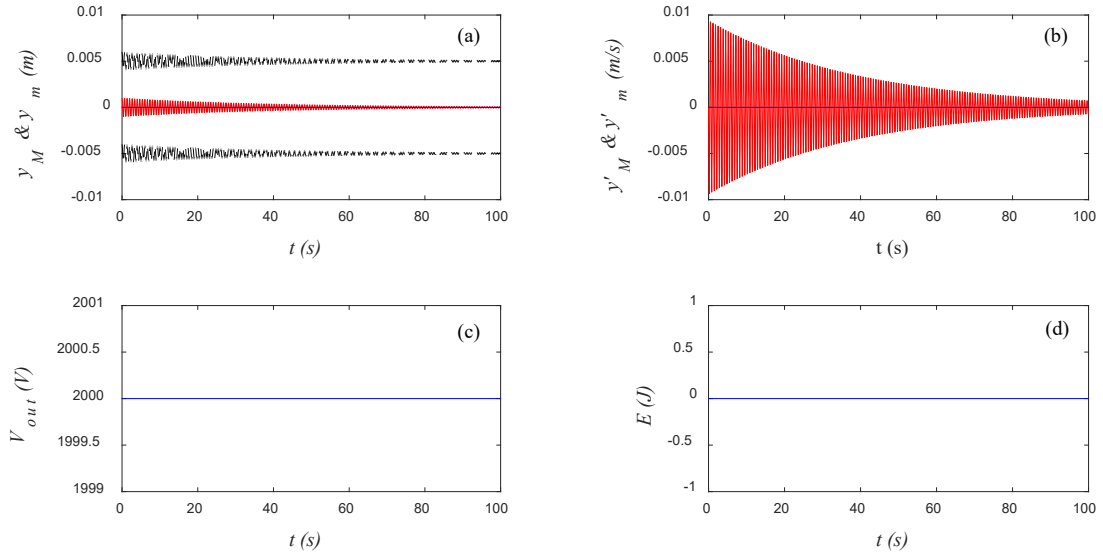 (a)
y_M & y_m (m)
0.01
0.005
0
-0.005
-0.01
0 20 40 60 80 100
t (s)
(b)
y'_M & y'_m (m/s)
0.01
0.005
0
-0.005
-0.01
0 20 40 60 80 100
t (s)
(c)
V_out (V)
2001
2000.5
2000
1999.5
1999
0 20 40 60 80 100
t (s)
(d)
E (J)
1
0.5
0
-0.5
-1
0 20 40 60 80 100
t (s)